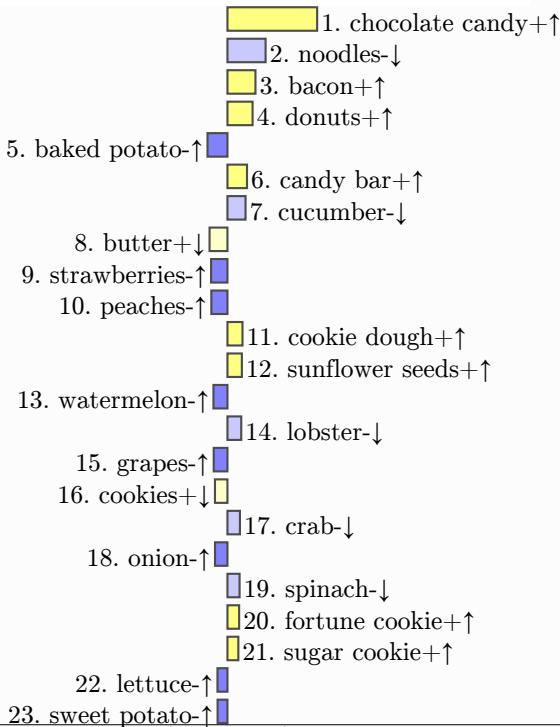 1. chocolate candy+↑
2. noodles-↓
3. bacon+↑
4. donuts+↑
5. baked potato-↑
6. candy bar+↑
7. cucumber-↓
8. butter+↓
9. strawberries-↑
10. peaches-↑
11. cookie dough+↑
12. sunflower seeds+↑
13. watermelon-↑
14. lobster-↓
15. grapes-↑
16. cookies+↓
17. crab-↓
18. onion-↑
19. spinach-↓
20. fortune cookie+↑
21. sugar cookie+↑
22. lettuce-↑
23. sweet potato-↑